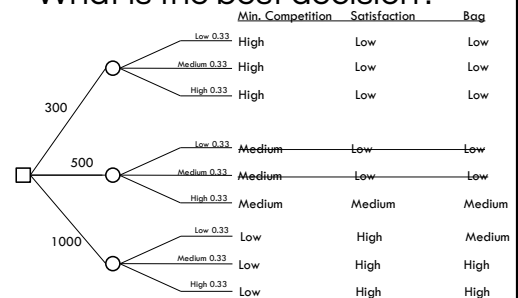 What is the best decision?
Min. Competition Satisfaction Bag
Low 0.33 High Low Low
Medium 0.33 High Low Low
High 0.33 High Low Low
300
Low 0.33 Medium Low Low
500 Medium 0.33 Medium Low Low
High 0.33 Medium Medium Medium
Low 0.33 Low High Medium
1000
Medium 0.33 Low High High
High 0.33 Low High High